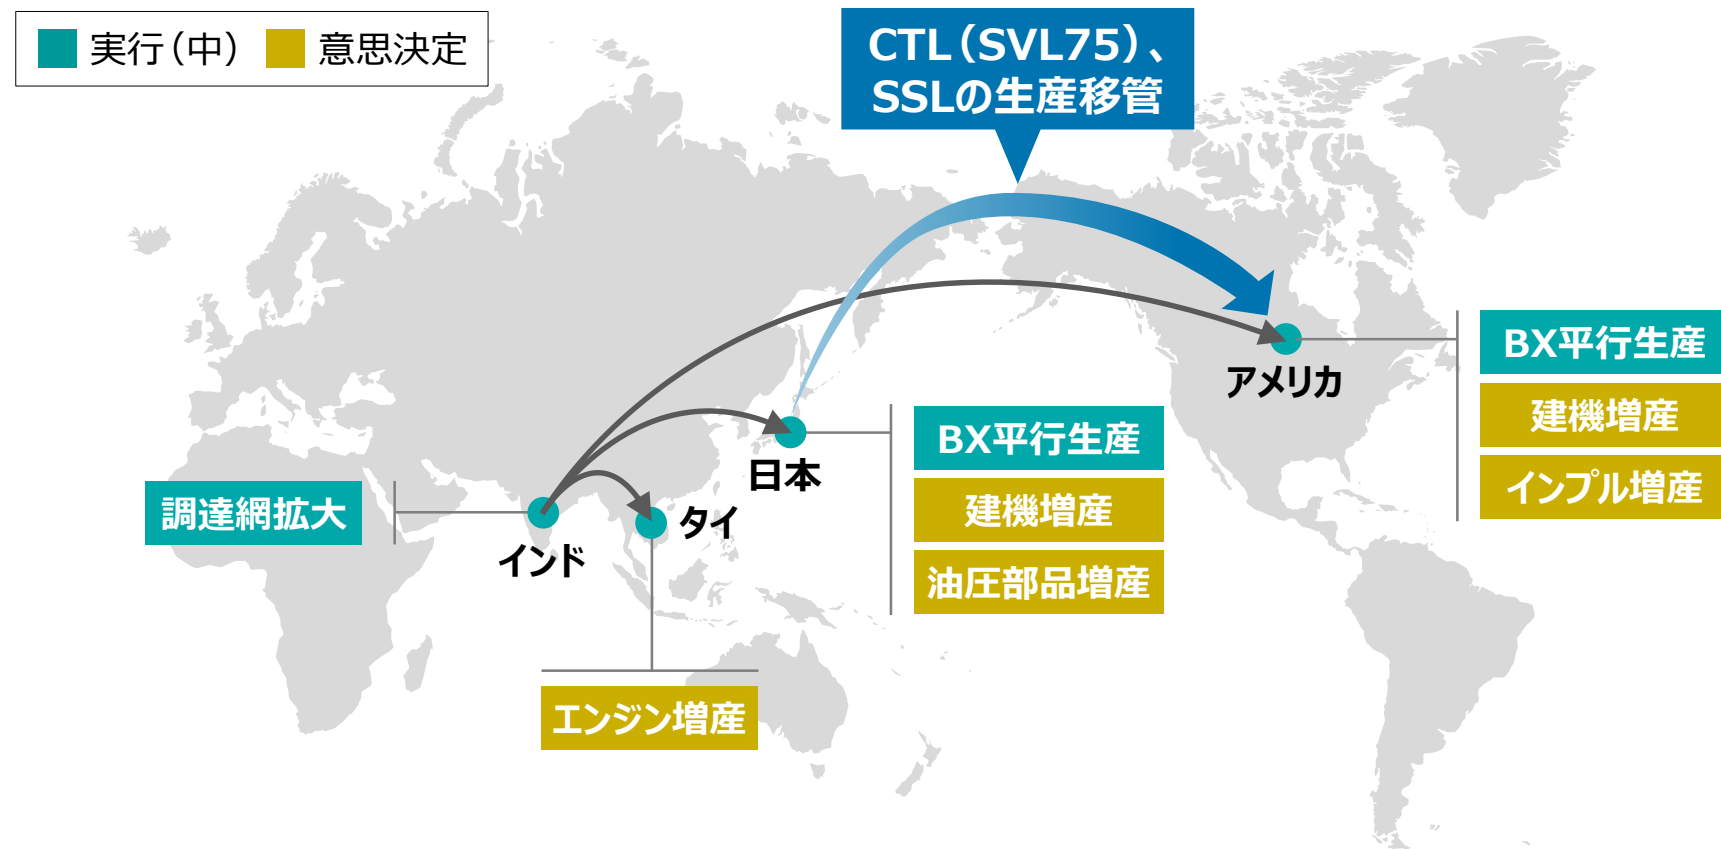 実行（中） 意思決定
CTL（SVL75）、
SSLの生産移管
BX平行生産
アメリカ
建機増産
インプル増産
BX平行生産
日本
建機増産
油圧部品増産
調達網拡大
インド
タイ
エンジン増産